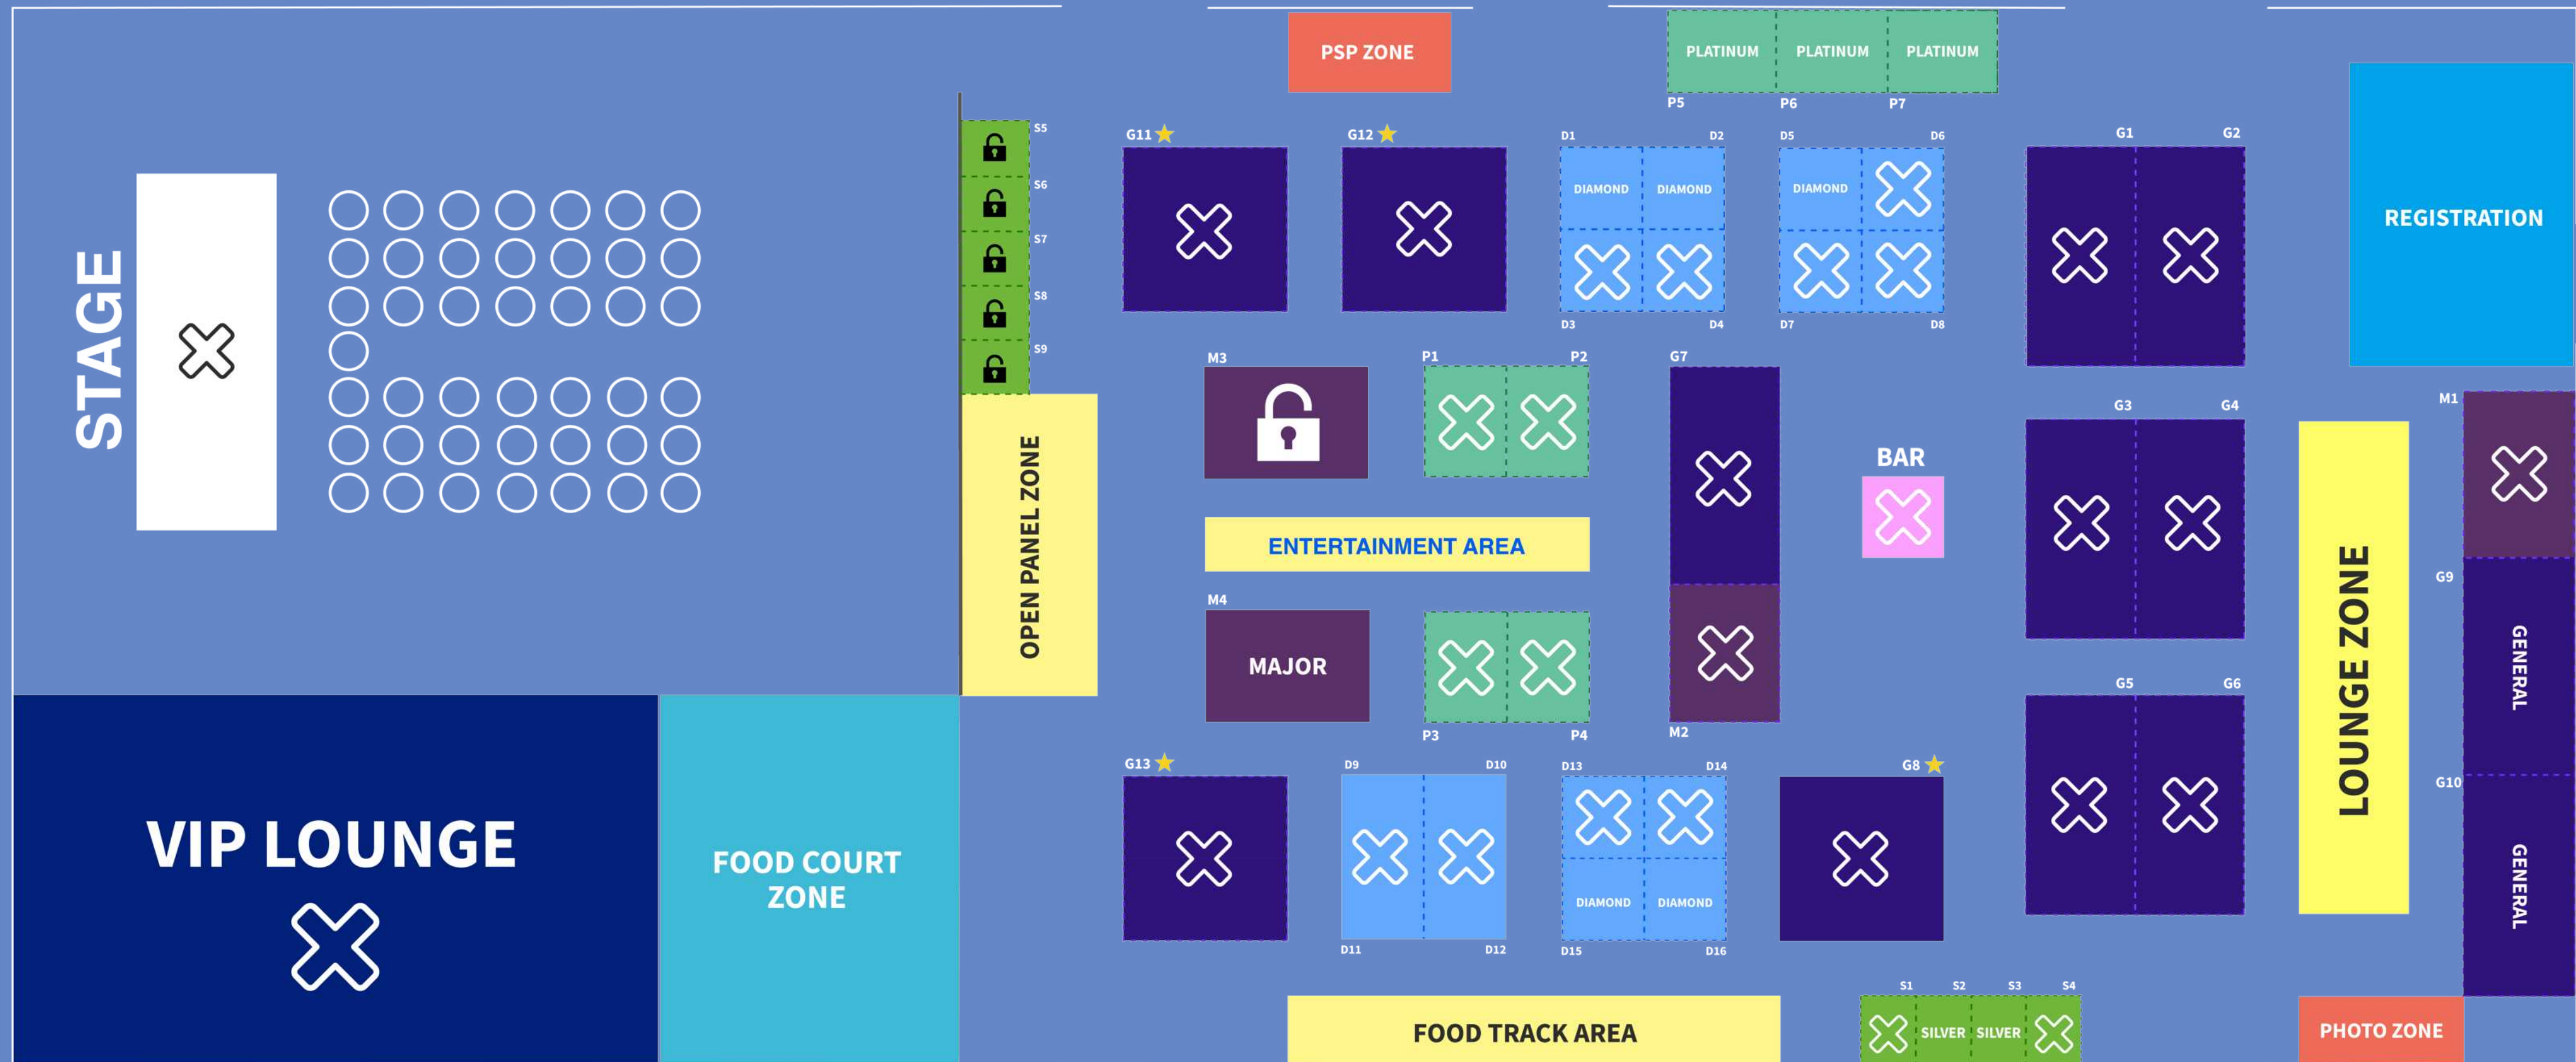 PSP ZONE
PLATINUM
PLATINUM
PLATINUM
P5
P6
P7
REGISTRATION
STAGE
S5
S6
S7
S8
S9
G11
G12
D1
D2
DIAMOND
DIAMOND
D3
D4
D5
D6
DIAMOND
D7
D8
G1
G2
M3
P1
P2
G7
BAR
G3
G4
M1
OPEN PANEL ZONE
ENTERTAINMENT AREA
LOUNGE ZONE
G9
GENERAL
M4
MAJOR
P3
P4
M2
G5
G6
G10
GENERAL
VIP LOUNGE
FOOD COURT
ZONE
G13
D9
D10
D11
D12
D13
D14
DIAMOND
DIAMOND
D15
D16
G8
FOOD TRACK AREA
S1
S2
S3
S4
SILVER
SILVER
PHOTO ZONE